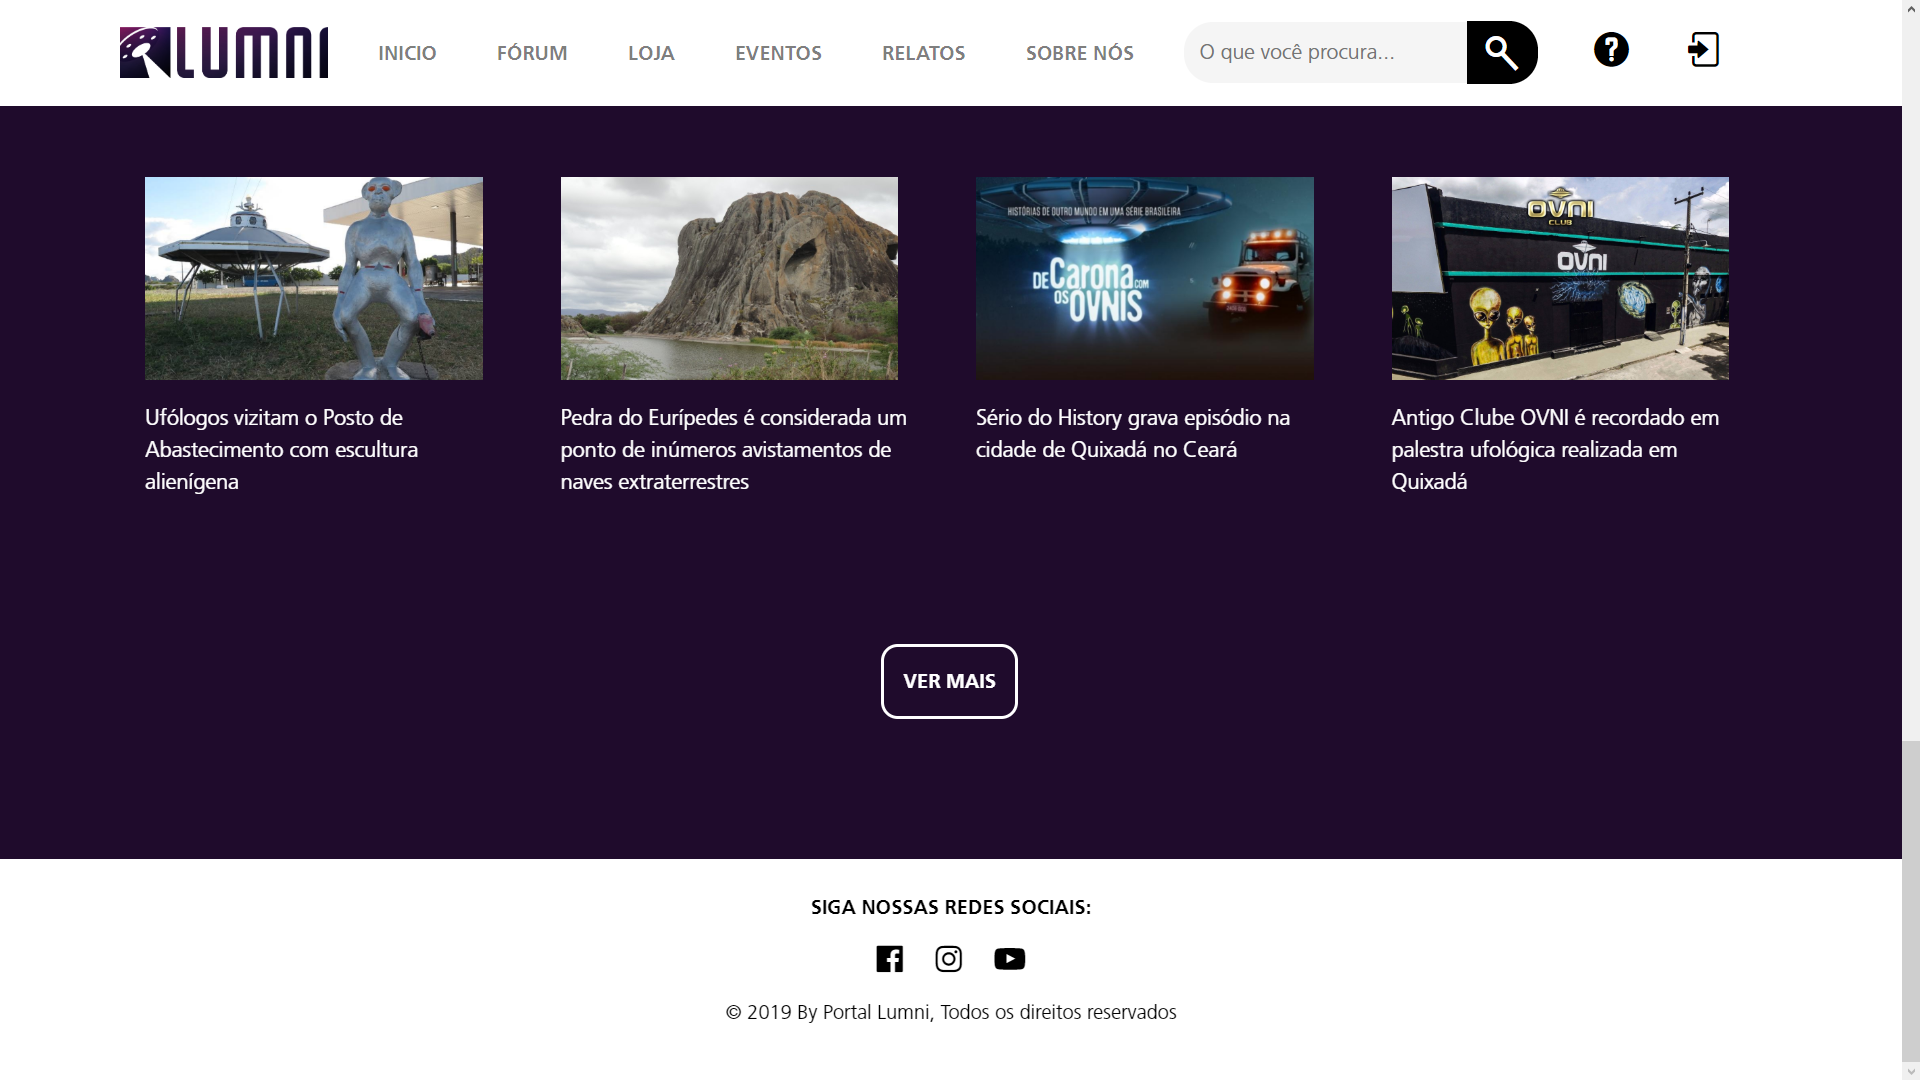 LUMNI
INICIO
FÓRUM
LOJA
EVENTOS
RELATOS
SOBRE NÓS
O que você procura...
?
HISTÓRIAS DE OUTRO MUNDO EM UMA SÉRIE BRASILEIRA
DE Carona COM
OS OVNIS
OVNI
CLUB
OVNI
Ufólogos vizitam o Posto de
Abastecimento com escultura
alienígena
Pedra do Eurípedes é considerada um
ponto de inúmeros avistamentos de
naves extraterrestres
Sério do History grava episódio na
cidade de Quixadá no Ceará
Antigo Clube OVNI é recordado em
palestra ufológica realizada em
Quixadá
VER MAIS
SIGA NOSSAS REDES SOCIAIS:
© 2019 By Portal Lumni, Todos os direitos reservados